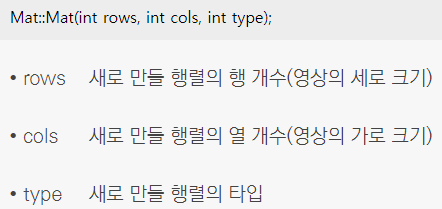 Mat::Mat(int rows, int cols, int type);
• rows 새로 만들 행렬의 행 개수(영상의 세로 크기)
• cols 새로 만들 행렬의 열 개수(영상의 가로 크기)
• type 새로 만들 행렬의 타입